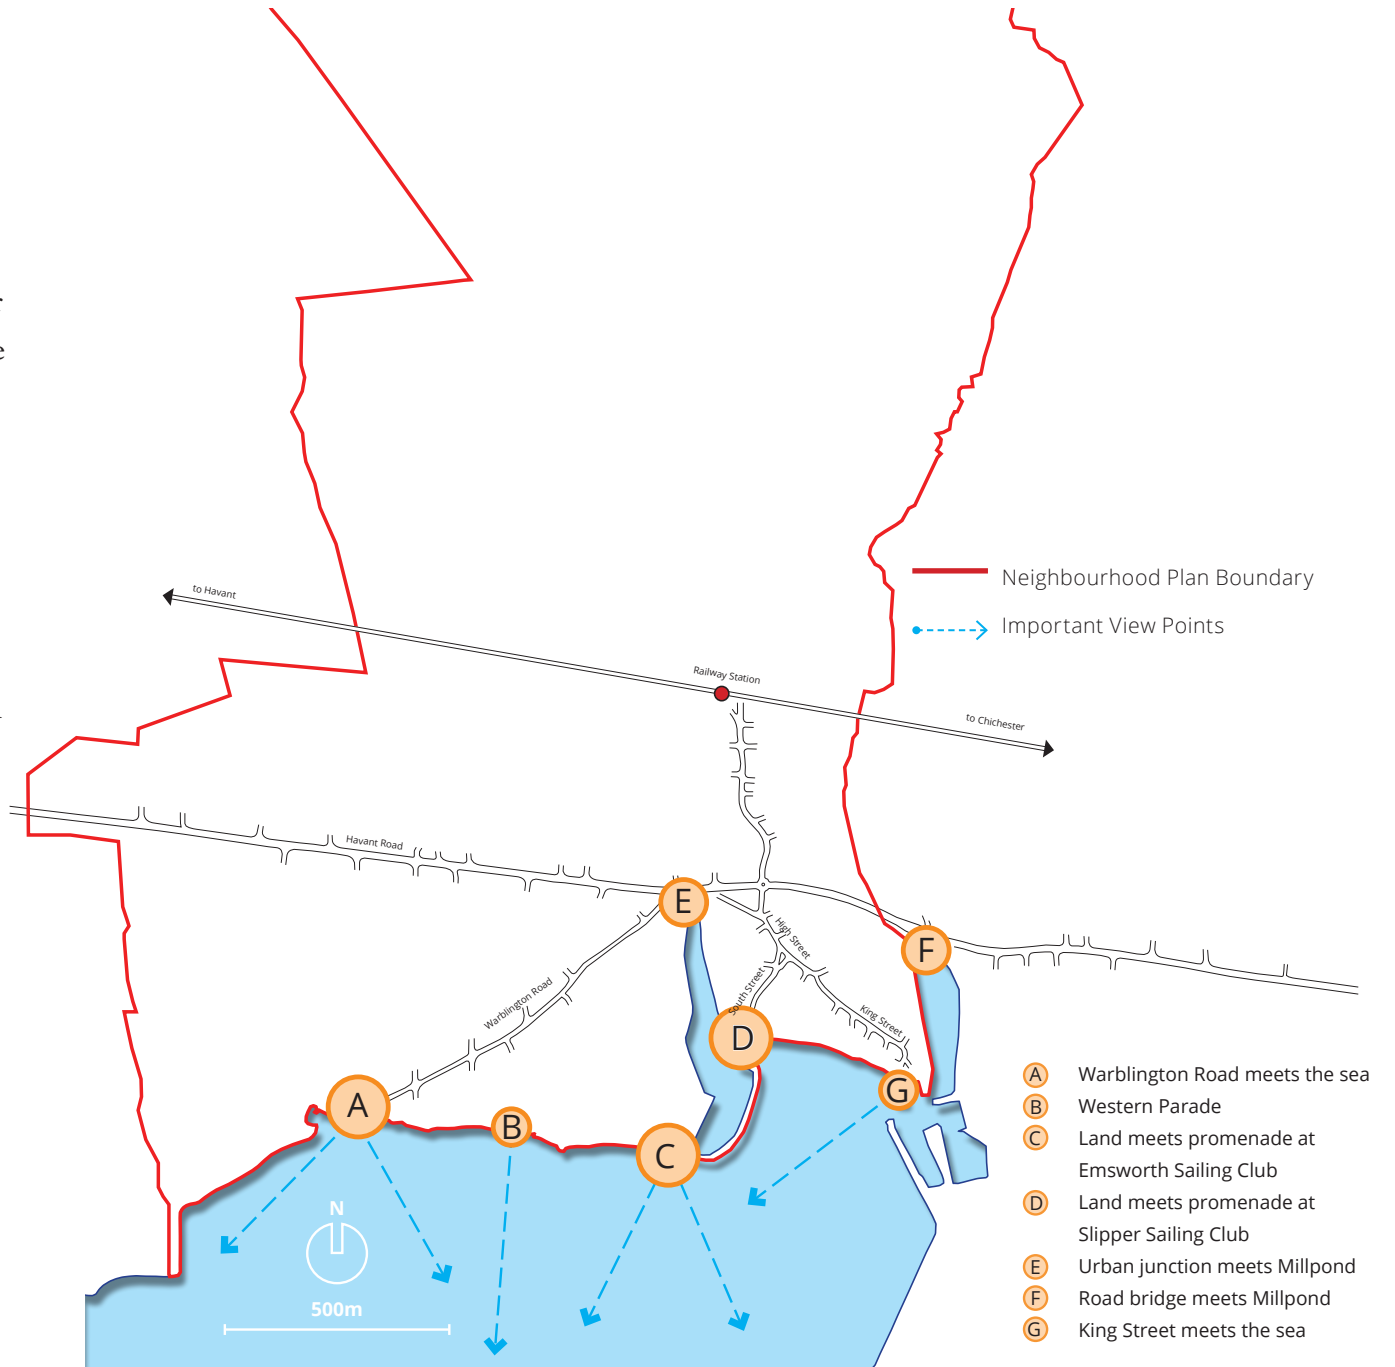 to Havant
Railway Station
to Chichester
Neighbourhood Plan Boundary
Important View Points
Havant Road
E
High Street
F
South Street
Warblington Road
King Street
D
G
A
B
C
N
500m
A Warblington Road meets the sea
B Western Parade
C Land meets promenade at
Emsworth Sailing Club
D Land meets promenade at
Slipper Sailing Club
E Urban junction meets Millpond
F Road bridge meets Millpond
G King Street meets the sea